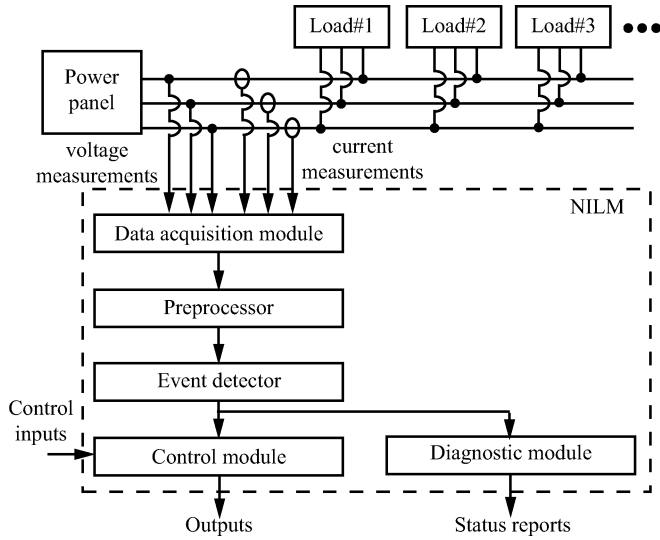 Load#1
Load#2
Load#3
Power
panel
voltage
measurements
current
measurements
NILM
Data acquisition module
Preprocessor
Event detector
Control
inputs
Control module
Diagnostic module
Outputs
Status reports